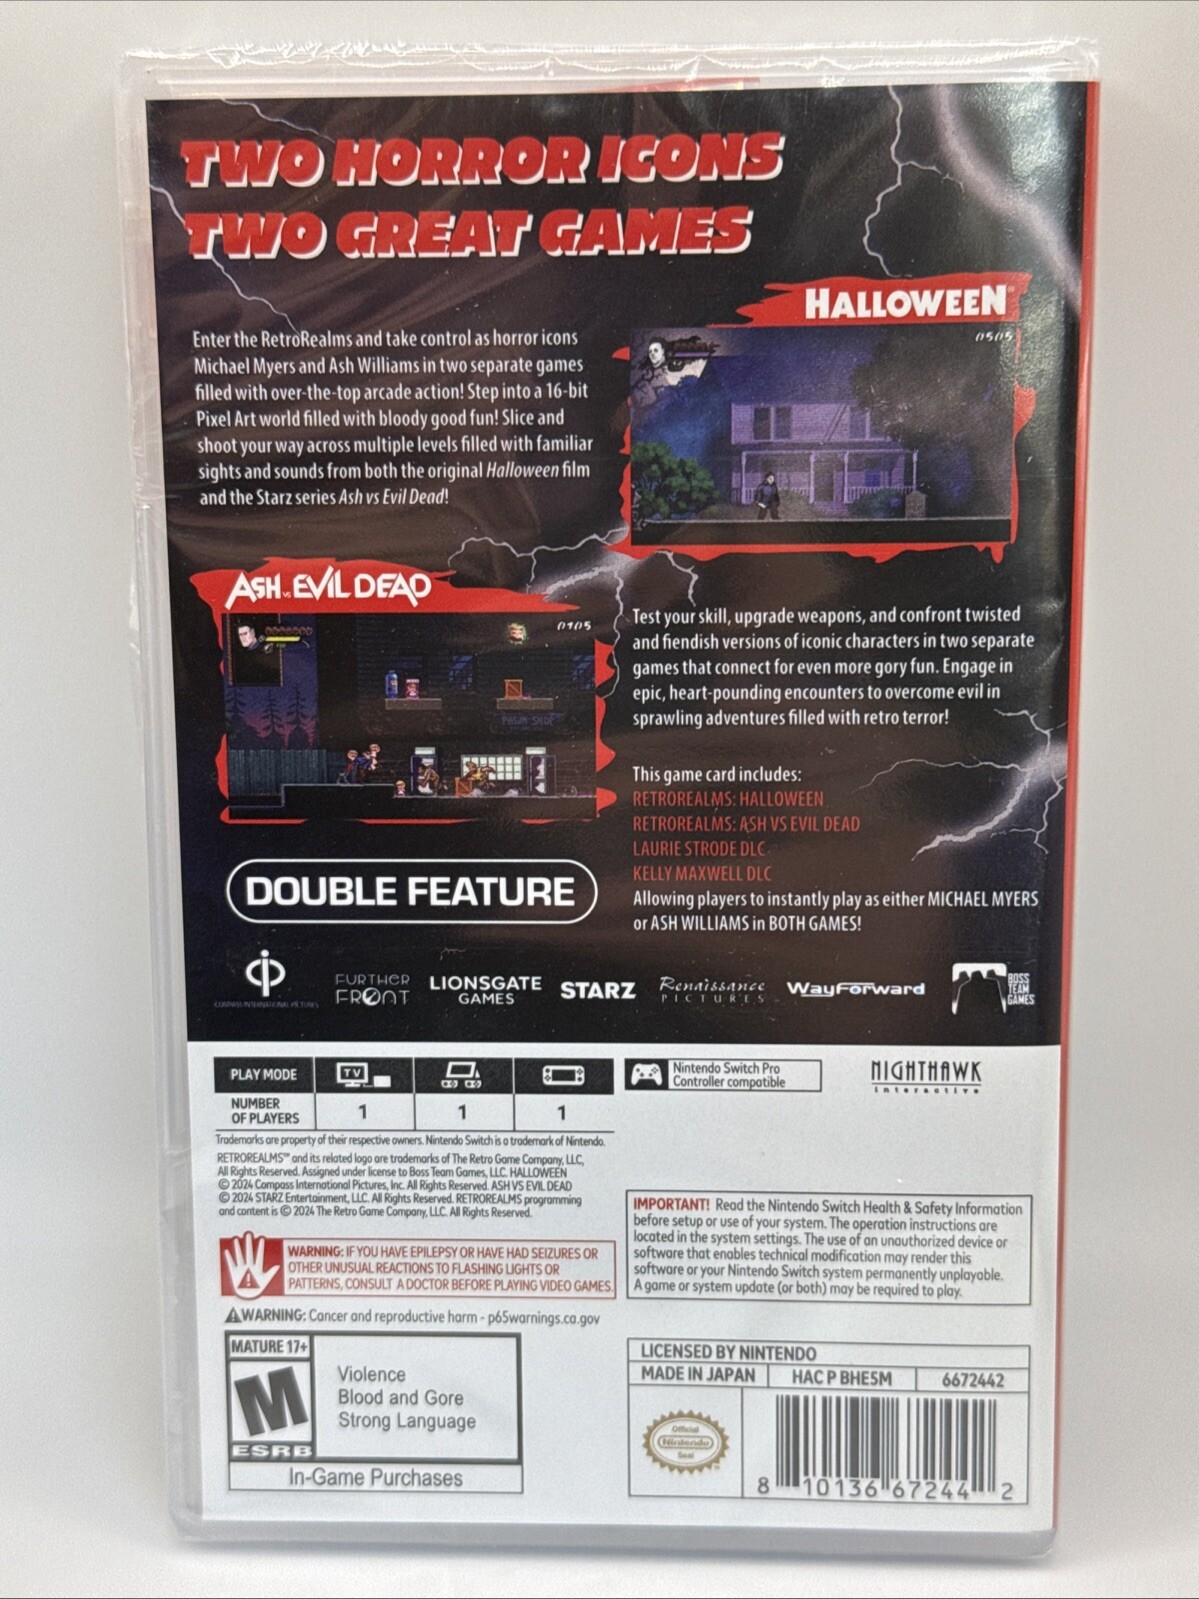 TWO HORROR ICONS
TWO GREAT GAMES
HALLOWEEN
0505
Enter the RetroRealms and take control as horror icons
Michael Myers and Ash Williams in two separate games
filled with over-the-top arcade action! Step into a 16-bit
Pixel Art world filled with bloody good fun! Slice and
shoot your way across multiple levels filled with familiar
sights and sounds from both the original Halloween film
and the Starz series Ash vs Evil Dead!
ASH VS EVIL DEAD
PAWN SHOP
Test your skill, upgrade weapons, and confront twisted
and fiendish versions of iconic characters in two separate
games that connect for even more gory fun. Engage in
epic, heart-pounding encounters to overcome evil in
sprawling adventures filled with retro terror!
This game card includes:
RETROREALMS: HALLOWEEN
RETROREALMS: ASH VS EVIL DEAD
LAURIE STRODE DLC
KELLY MAXWELL DLC
Allowing players to instantly play as either MICHAEL MYERS
or ASH WILLIAMS in BOTH GAMES!
DOUBLE FEATURE
COMPASS INTERNATIONAL PICTURES
FURTHER
FRONT
LIONSGATE
GAMES
STARZ
Renaissance
PICTURES
WayForward
BOSS
TEAM
GAMES
PLAY MODE
TV
NUMBER
OF PLAYERS
1
1
1
Nintendo Switch Pro
Controller compatible
NIGHTHAWK
interactive
Trademarks are property of their respective owners. Nintendo Switch is a trademark of Nintendo.
RETROREALMS™ and its related logo are trademarks of The Retro Game Company, LLC,
All Rights Reserved. Assigned under license to Boss Team Games, LLC. HALLOWEEN
© 2024 Compass International Pictures, Inc. All Rights Reserved. ASH VS EVIL DEAD
© 2024 STARZ Entertainment, LLC. All Rights Reserved. RETROREALMS programming
and content is © 2024 The Retro Game Company, LLC. All Rights Reserved.
WARNING: IF YOU HAVE EPILEPSY OR HAVE HAD SEIZURES OR
OTHER UNUSUAL REACTIONS TO FLASHING LIGHTS OR
PATTERNS, CONSULT A DOCTOR BEFORE PLAYING VIDEO GAMES.
WARNING: Cancer and reproductive harm - p65warnings.ca.gov
IMPORTANT! Read the Nintendo Switch Health & Safety Information
before setup or use of your system. The operation instructions are
located in the system settings. The use of an unauthorized device or
software that enables technical modification may render this
software or your Nintendo Switch system permanently unplayable.
A game or system update (or both) may be required to play.
MATURE 17+
M
ESRB
Violence
Blood and Gore
Strong Language
In-Game Purchases
LICENSED BY NINTENDO
MADE IN JAPAN
HAC P BHE5M
6672442
Official
Nintendo
Seal
8 10136 67244 2